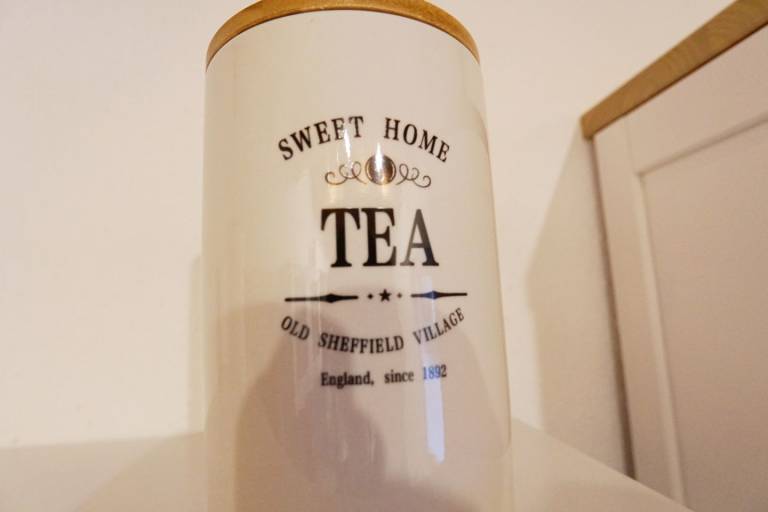 SWEET HOME
TEA
OLD SHEFFIELD VILLAGE
England, since 1892